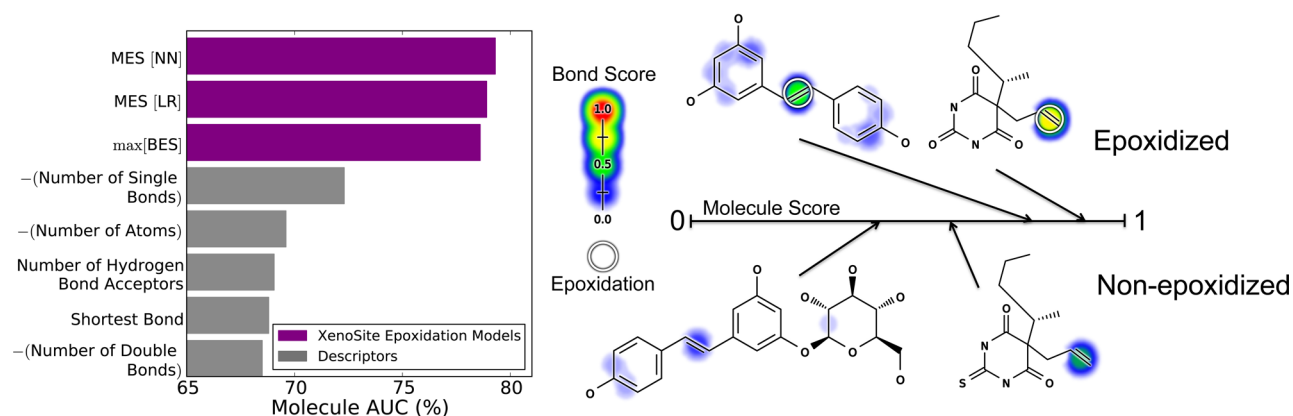 MES [NN]
MES [LR]
max[BES]
−(Number of Single
Bonds)
−(Number of Atoms)
Number of Hydrogen
Bond Acceptors
Shortest Bond
−(Number of Double
Bonds)
XenoSite Epoxidation Models
Descriptors
65 70 75 80
Molecule AUC (%)
Bond Score
1.0
0.5
0.0
Epoxidation
O
O
O
O
N
O
N
O
Epoxidized
0 Molecule Score 1
Non-epoxidized
O
O
O
O
O
O
O
O
O
N
S
N
O